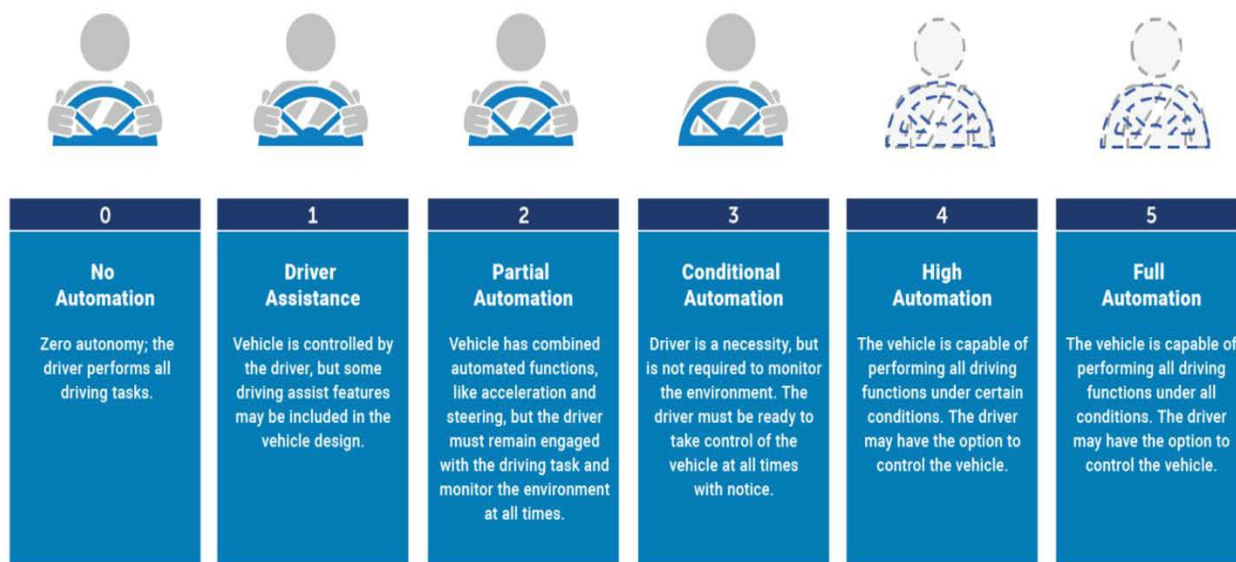 0
No
Automation
Zero autonomy; the
driver performs all
driving tasks.
1
Driver
Assistance
Vehicle is controlled by
the driver, but some
driving assist features
may be included in the
vehicle design.
2
Partial
Automation
Vehicle has combined
automated functions,
like acceleration and
steering, but the driver
must remain engaged
with the driving task and
monitor the environment
at all times.
3
Conditional
Automation
Driver is a necessity, but
is not required to monitor
the environment. The
driver must be ready to
take control of the
vehicle at all times
with notice.
4
High
Automation
The vehicle is capable of
performing all driving
functions under certain
conditions. The driver
may have the option to
control the vehicle.
5
Full
Automation
The vehicle is capable of
performing all driving
functions under all
conditions. The driver
may have the option to
control the vehicle.